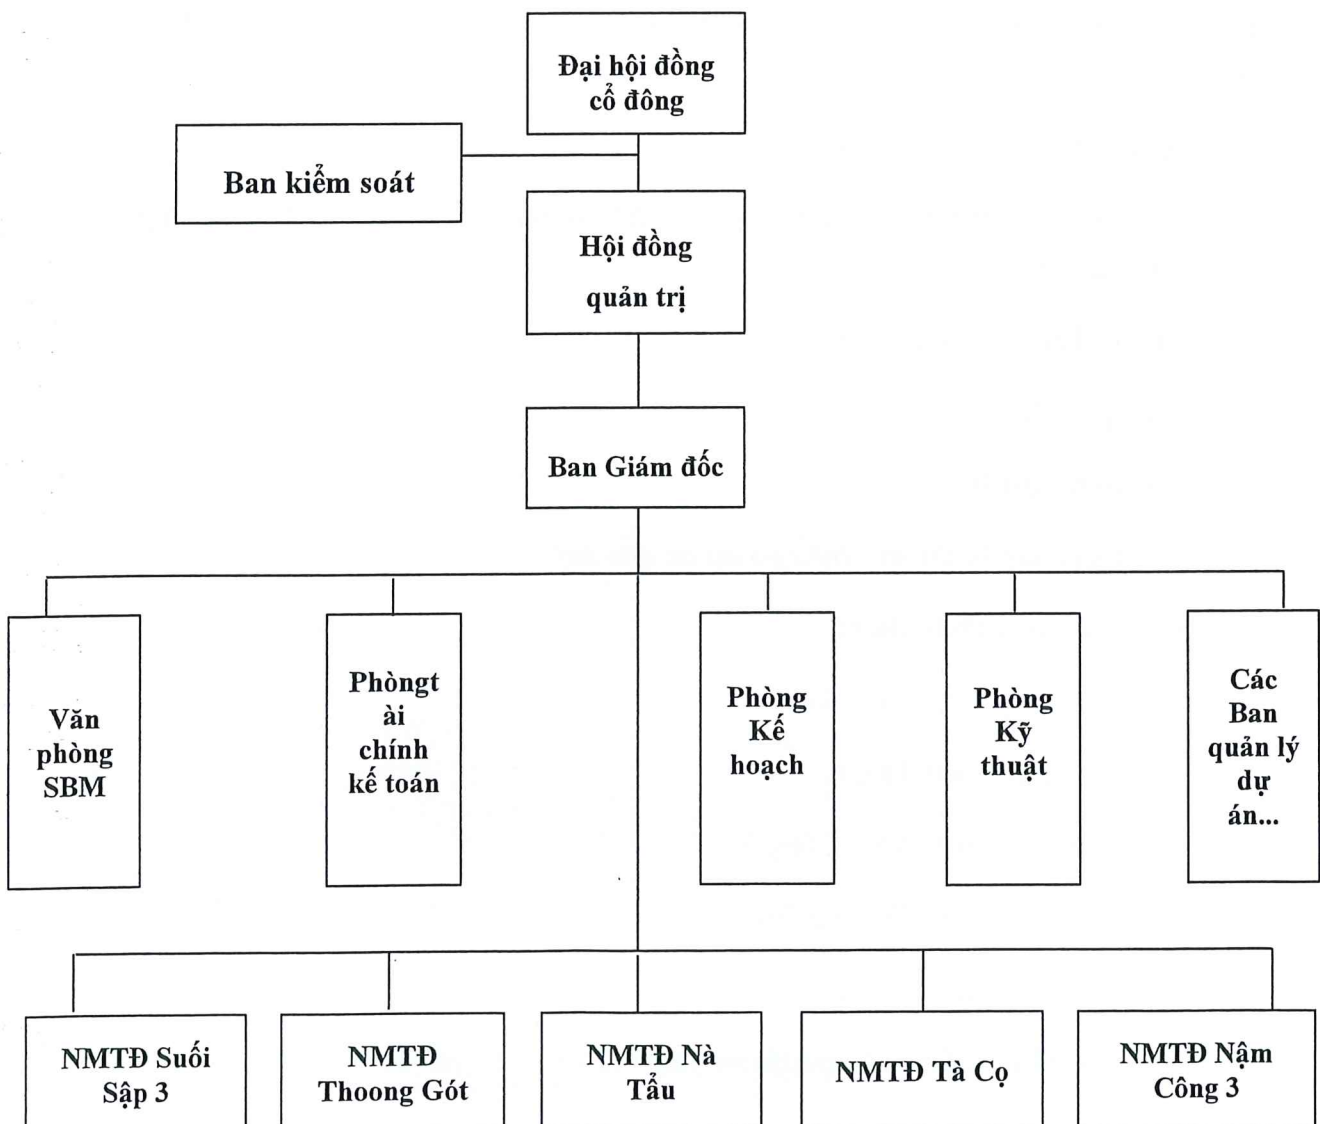 Đại hội đồng
cổ đông
Ban kiểm soát
Hội đồng
quản trị
Ban Giám đốc
Văn
phòng
SBM
Phòngt
ài
chính
kế toán
Phòng
Kế
hoạch
Phòng
Kỹ
thuật
Các
Ban
quản lý
dự
án...
NMTĐ Suối
Sập 3
NMTĐ
Thoong Gót
NMTĐ Nà
Tẩu
NMTĐ Tà Cọ
NMTĐ Nậm
Công 3